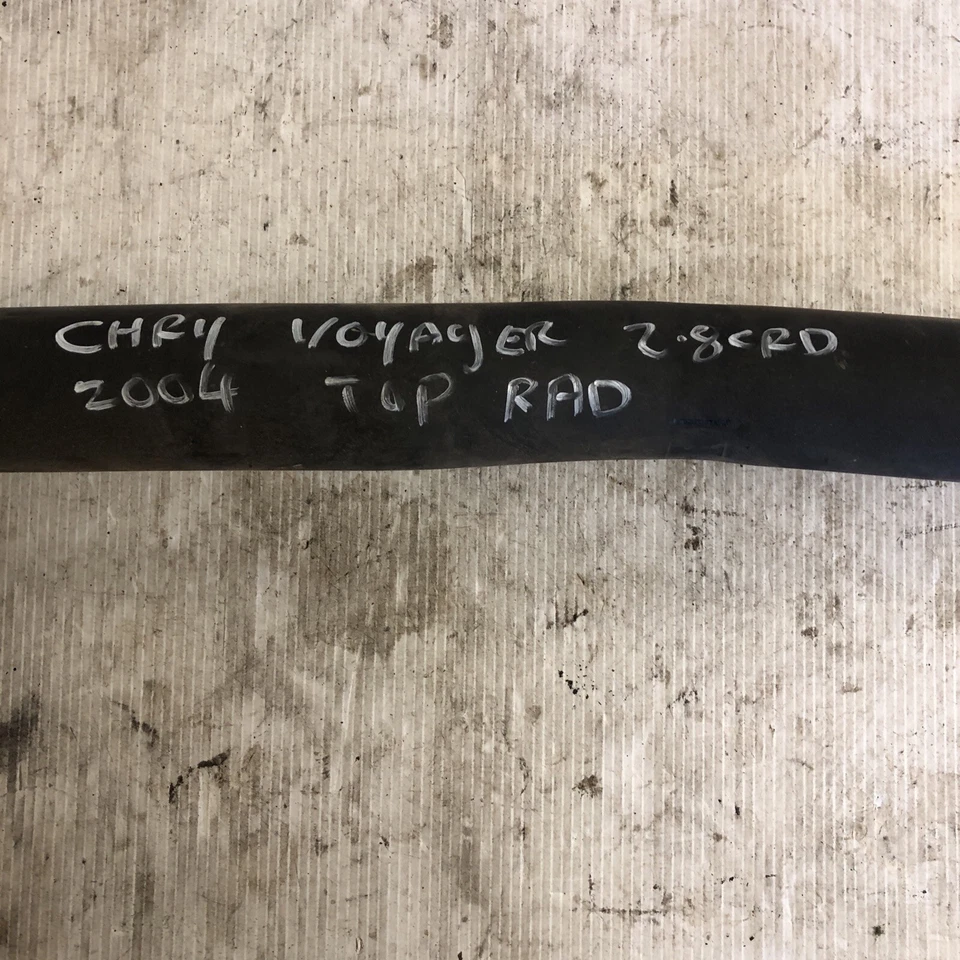 CHRY VOYAGER 2.8CRD
2004 TOP RAD